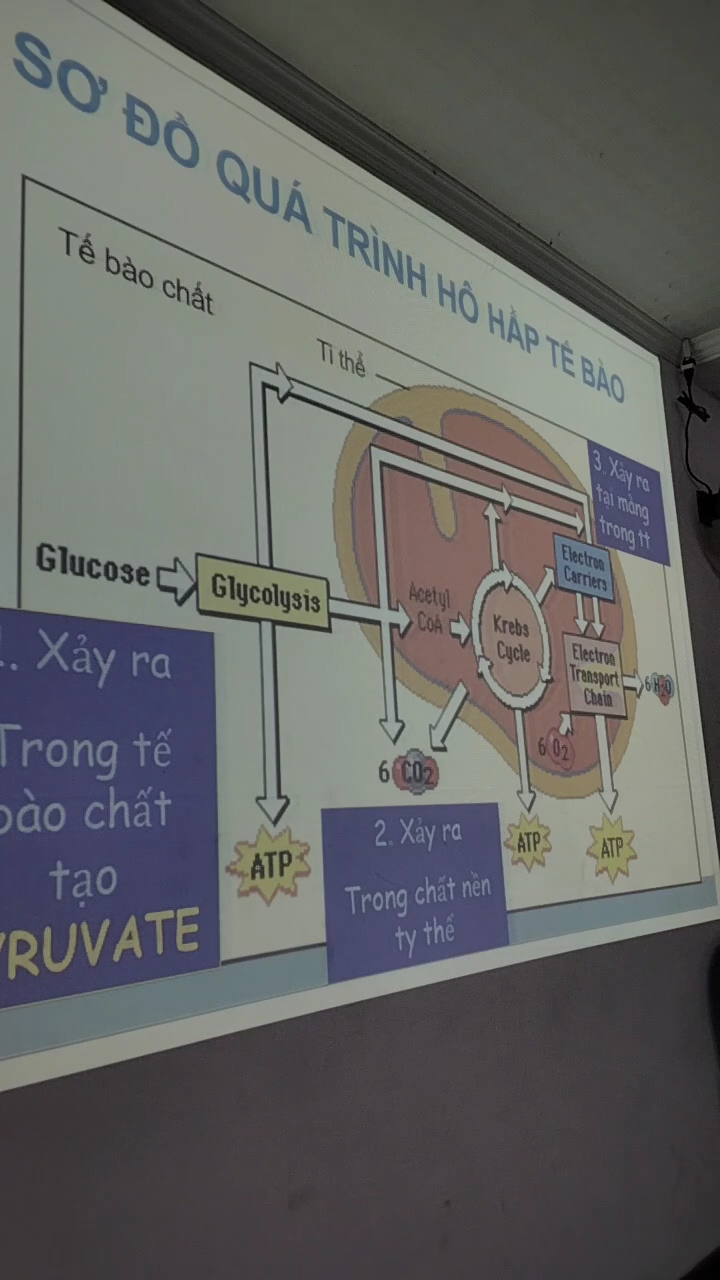 SƠ ĐỒ QUÁ TRÌNH HÔ HẤP TẾ BÀO
Tế bào chất
Ti thể
3. Xảy ra
tại màng
trong tt
Glucose
Glycolysis
Acetyl
CoA
Krebs
Cycle
Electron
Carriers
Electron
Transport
Chain
6 H2O
6 O2
6 CO2
ATP
ATP
ATP
. Xảy ra
Trong tế
bào chất
tạo
YRUVATE
2. Xảy ra
Trong chất nền
ty thể